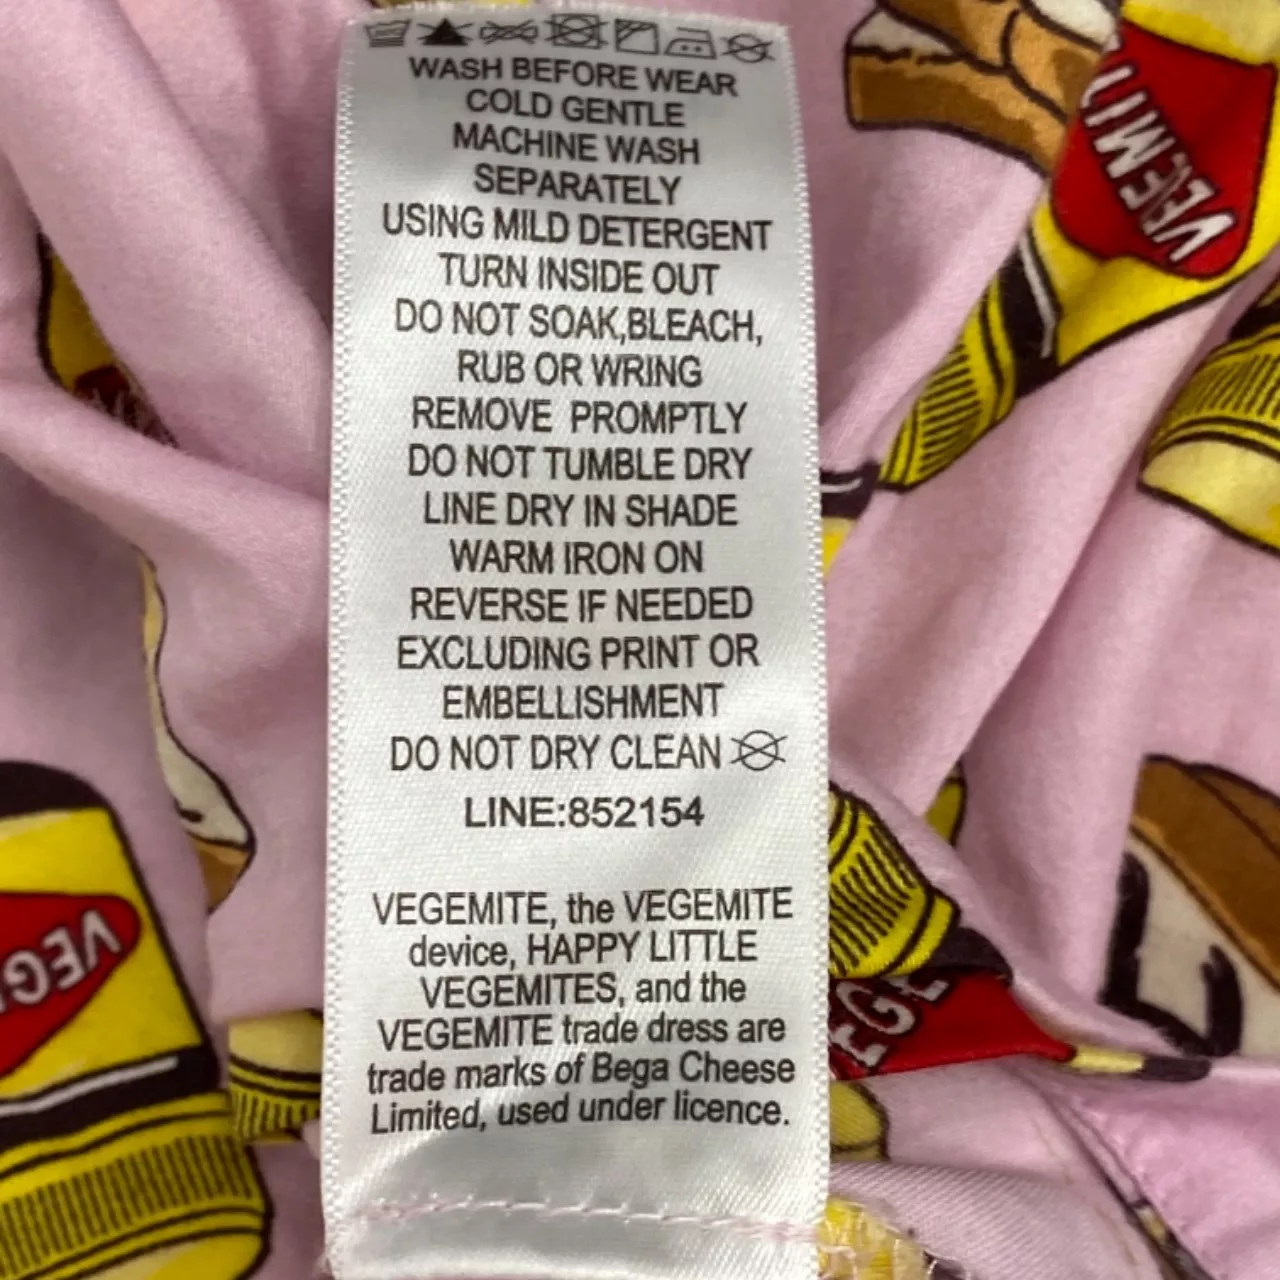 WASH BEFORE WEAR
COLD GENTLE
MACHINE WASH
SEPARATELY
USING MILD DETERGENT
TURN INSIDE OUT
DO NOT SOAK,BLEACH,
RUB OR WRING
REMOVE PROMPTLY
DO NOT TUMBLE DRY
LINE DRY IN SHADE
WARM IRON ON
REVERSE IF NEEDED
EXCLUDING PRINT OR
EMBELLISHMENT
DO NOT DRY CLEAN
LINE:852154
VEGEMITE, the VEGEMITE
device, HAPPY LITTLE
VEGEMITES, and the
VEGEMITE trade dress are
trade marks of Bega Cheese
Limited, used under licence.
VEGEMIT
VEG
EGE